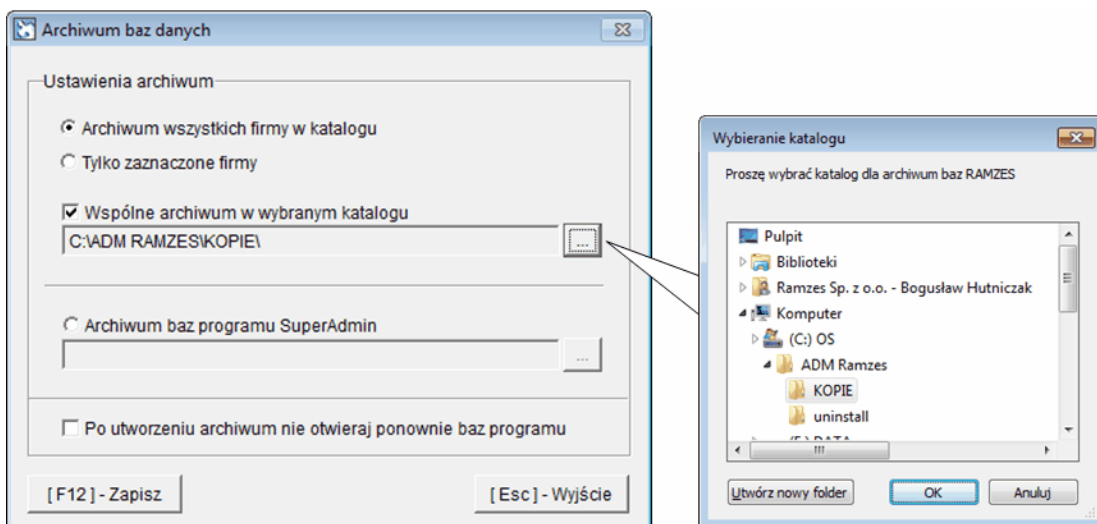 Archiwum baz danych
Ustawienia archiwum
Archiwum wszystkich firmy w katalogu
Tylko zaznaczone firmy
Wspólne archiwum w wybranym katalogu
C:\ADM RAMZES\KOPIE\
...
Archiwum baz programu SuperAdmin
...
Po utworzeniu archiwum nie otwieraj ponownie baz programu
[ F12 ] - Zapisz
[ Esc ] - Wyjście
Wybieranie katalogu
Proszę wybrać katalog dla archiwum baz RAMZES
Pulpit
Biblioteki
Ramzes Sp. z o.o. - Bogusław Hutniczak
Komputer
(C:) OS
ADM Ramzes
KOPIE
uninstall
DATA
Utwórz nowy folder
OK
Anuluj